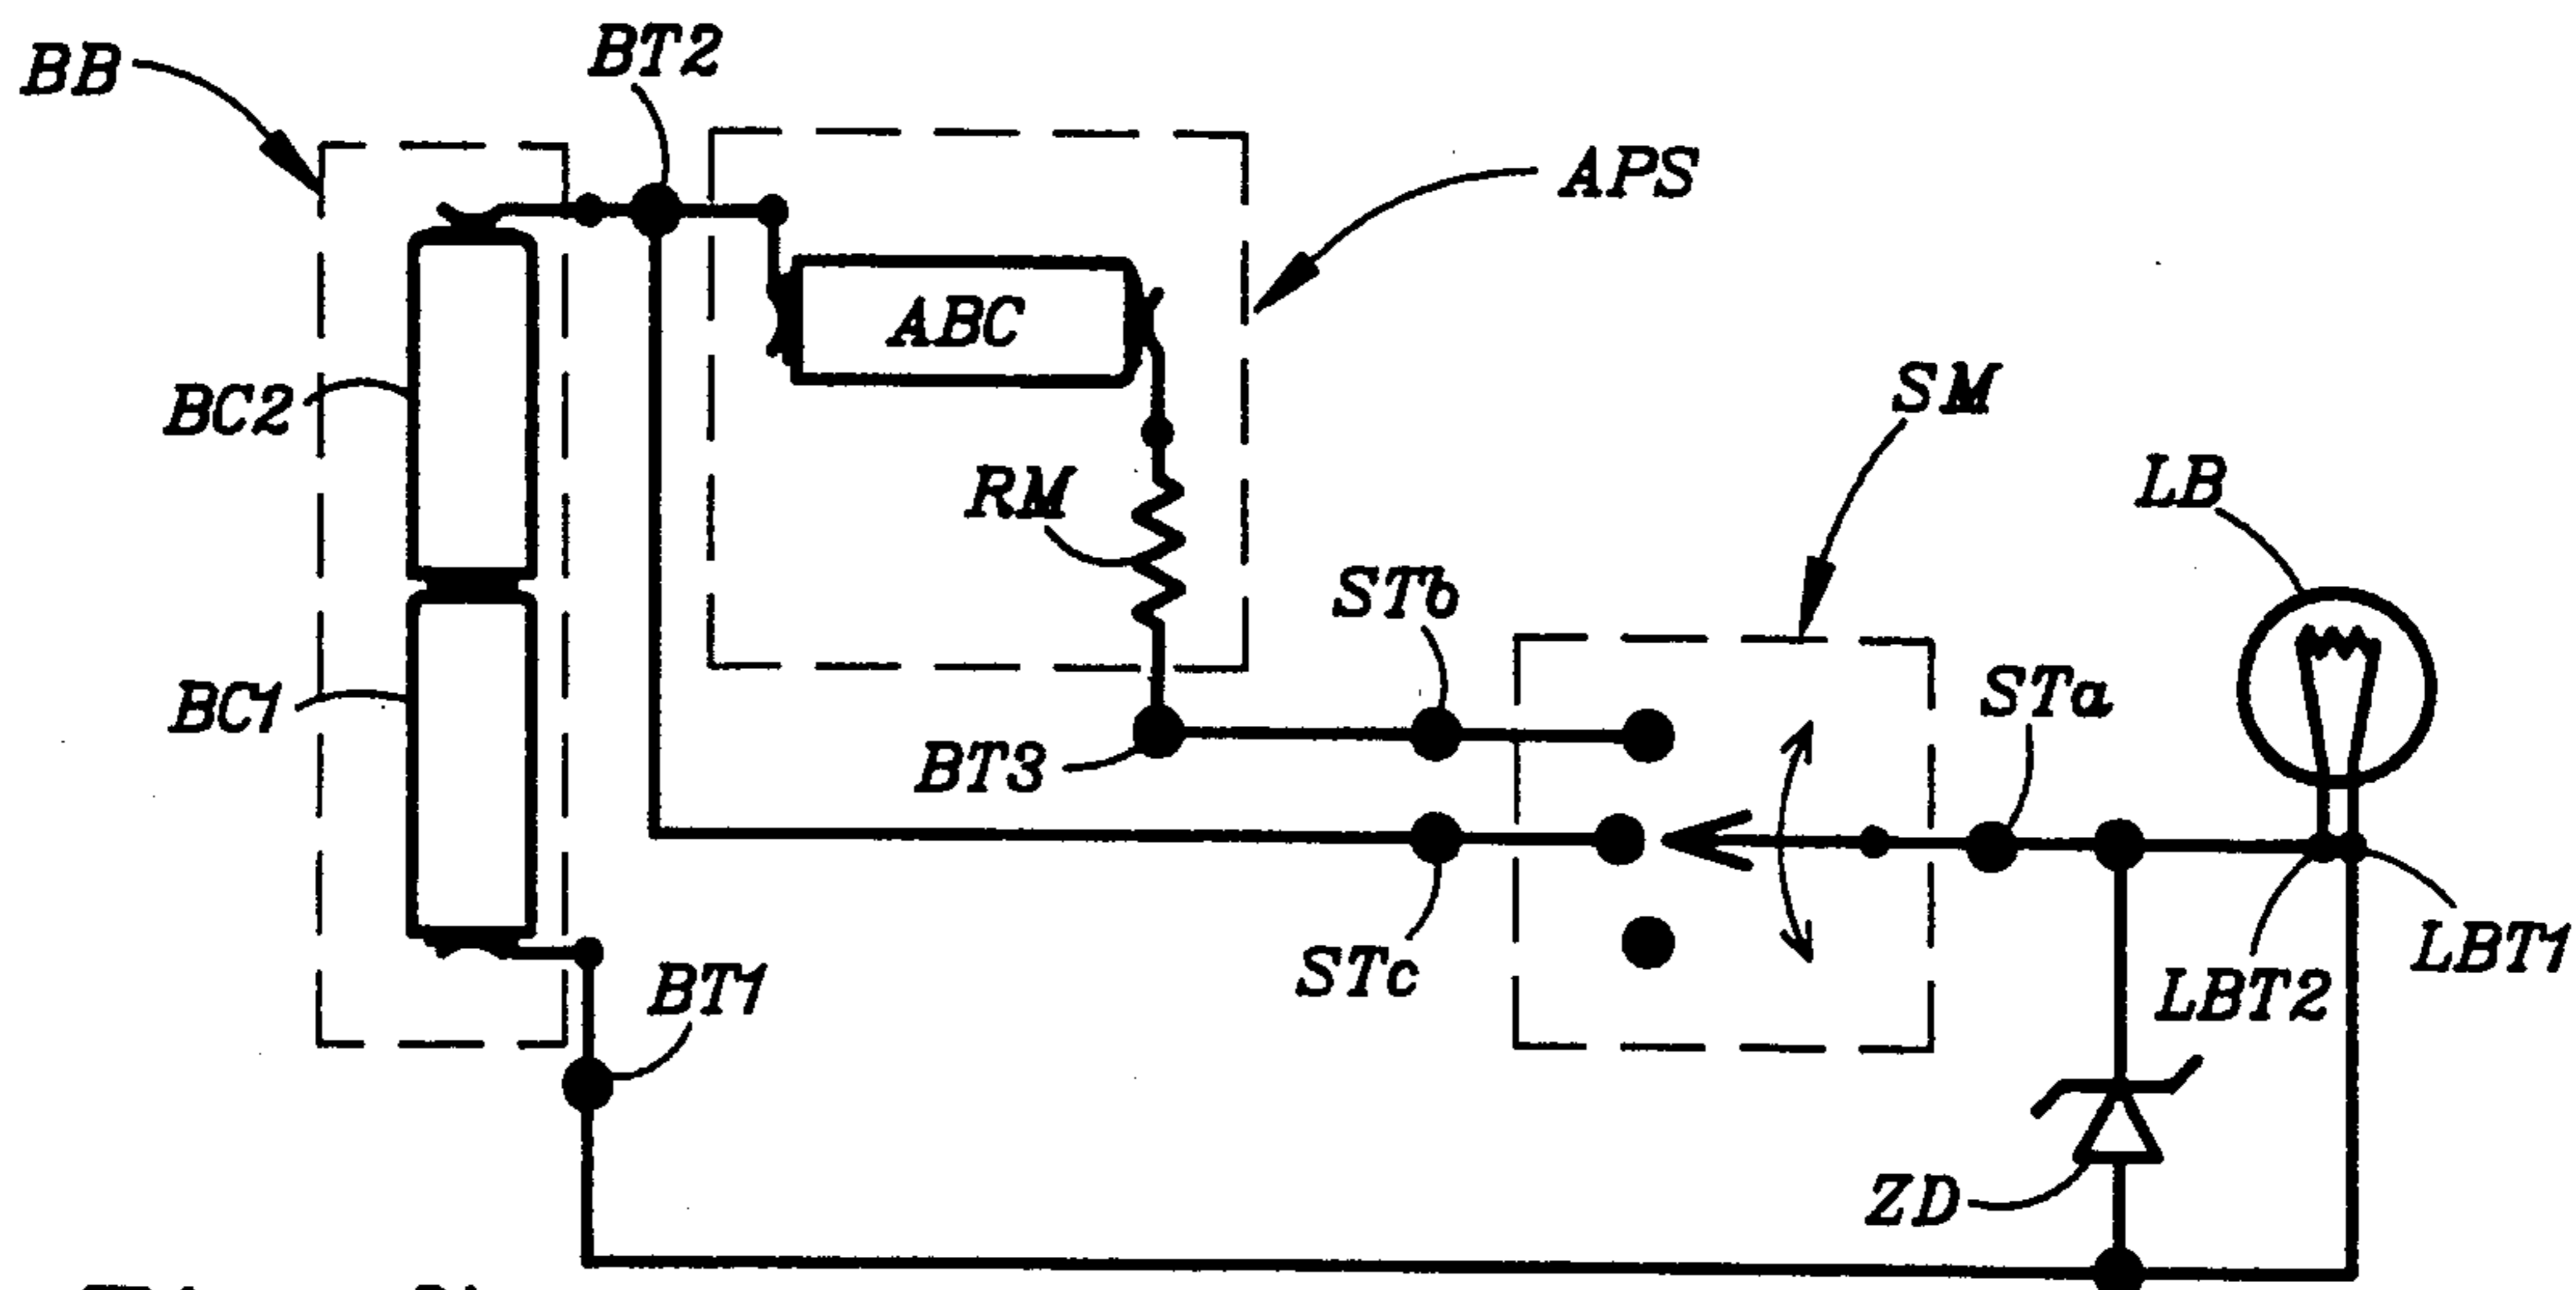 BB
BT2
APS
ABC
BC2
SM
RM
LB
STb
BC1
STa
BT3
STc
BT1
LBT2
LBT1
ZD